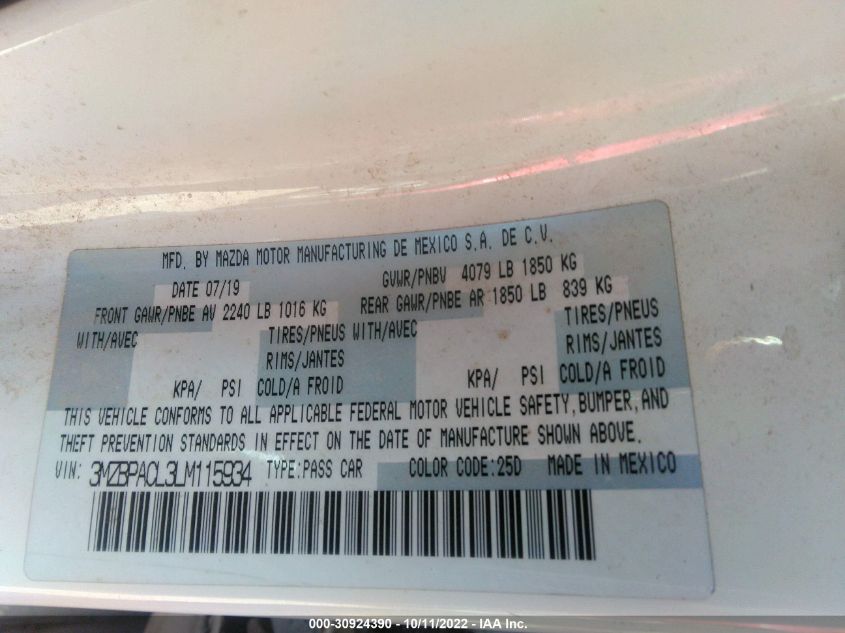 MFD. BY MAZDA MOTOR MANUFACTURING DE MEXICO S.A. DE C.V.
DATE 07/19 GVWR/PNBV 4079 LB 1850 KG
FRONT GAWR/PNBE AV 2240 LB 1016 KG REAR GAWR/PNBE AR 1850 LB 839 KG
WITH/AVEC TIRES/PNEUS WITH/AVEC TIRES/PNEUS
RIMS/JANTES RIMS/JANTES
KPA/ PSI COLD/A FROID KPA/ PSI COLD/A FROID
THIS VEHICLE CONFORMS TO ALL APPLICABLE FEDERAL MOTOR VEHICLE SAFETY, BUMPER, AND
THEFT PREVENTION STANDARDS IN EFFECT ON THE DATE OF MANUFACTURE SHOWN ABOVE.
VIN: 3MZBPA0L3LM115934 TYPE:PASS CAR COLOR CODE:25D MADE IN MEXICO
000-30924390 - 10/11/2022 - IAA Inc.